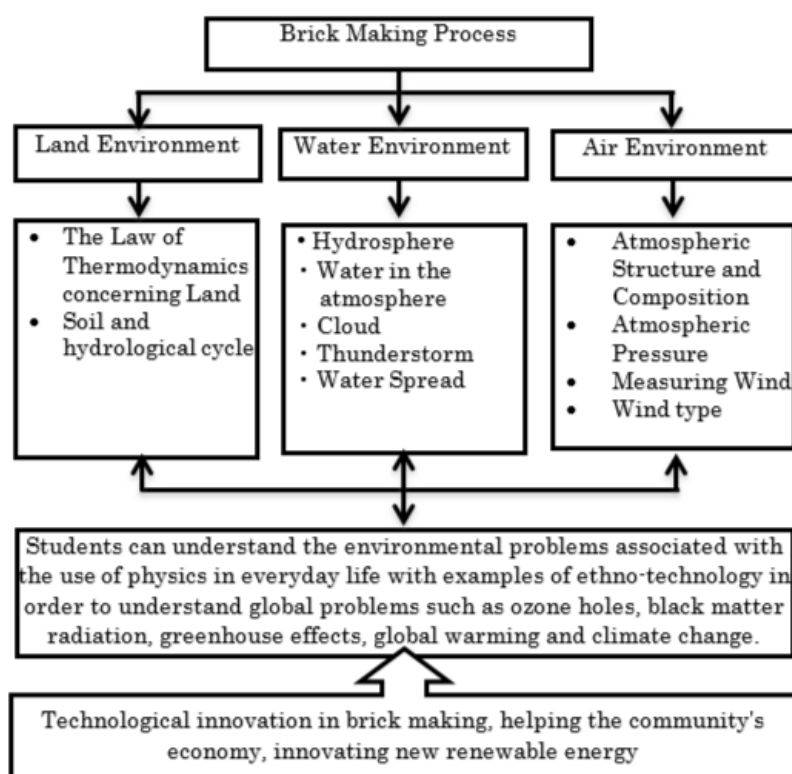 Brick Making Process
Land Environment
Water Environment
Air Environment
• The Law of
Thermodynamics
concerning Land
• Soil and
hydrological cycle
• Hydrosphere
· Water in the
atmosphere
· Cloud
· Thunderstorm
· Water Spread
• Atmospheric
Structure and
Composition
• Atmospheric
Pressure
• Measuring Wind
• Wind type
Students can understand the environmental problems associated with
the use of physics in everyday life with examples of ethno-technology in
order to understand global problems such as ozone holes, black matter
radiation, greenhouse effects, global warming and climate change.
Technological innovation in brick making, helping the community's
economy, innovating new renewable energy